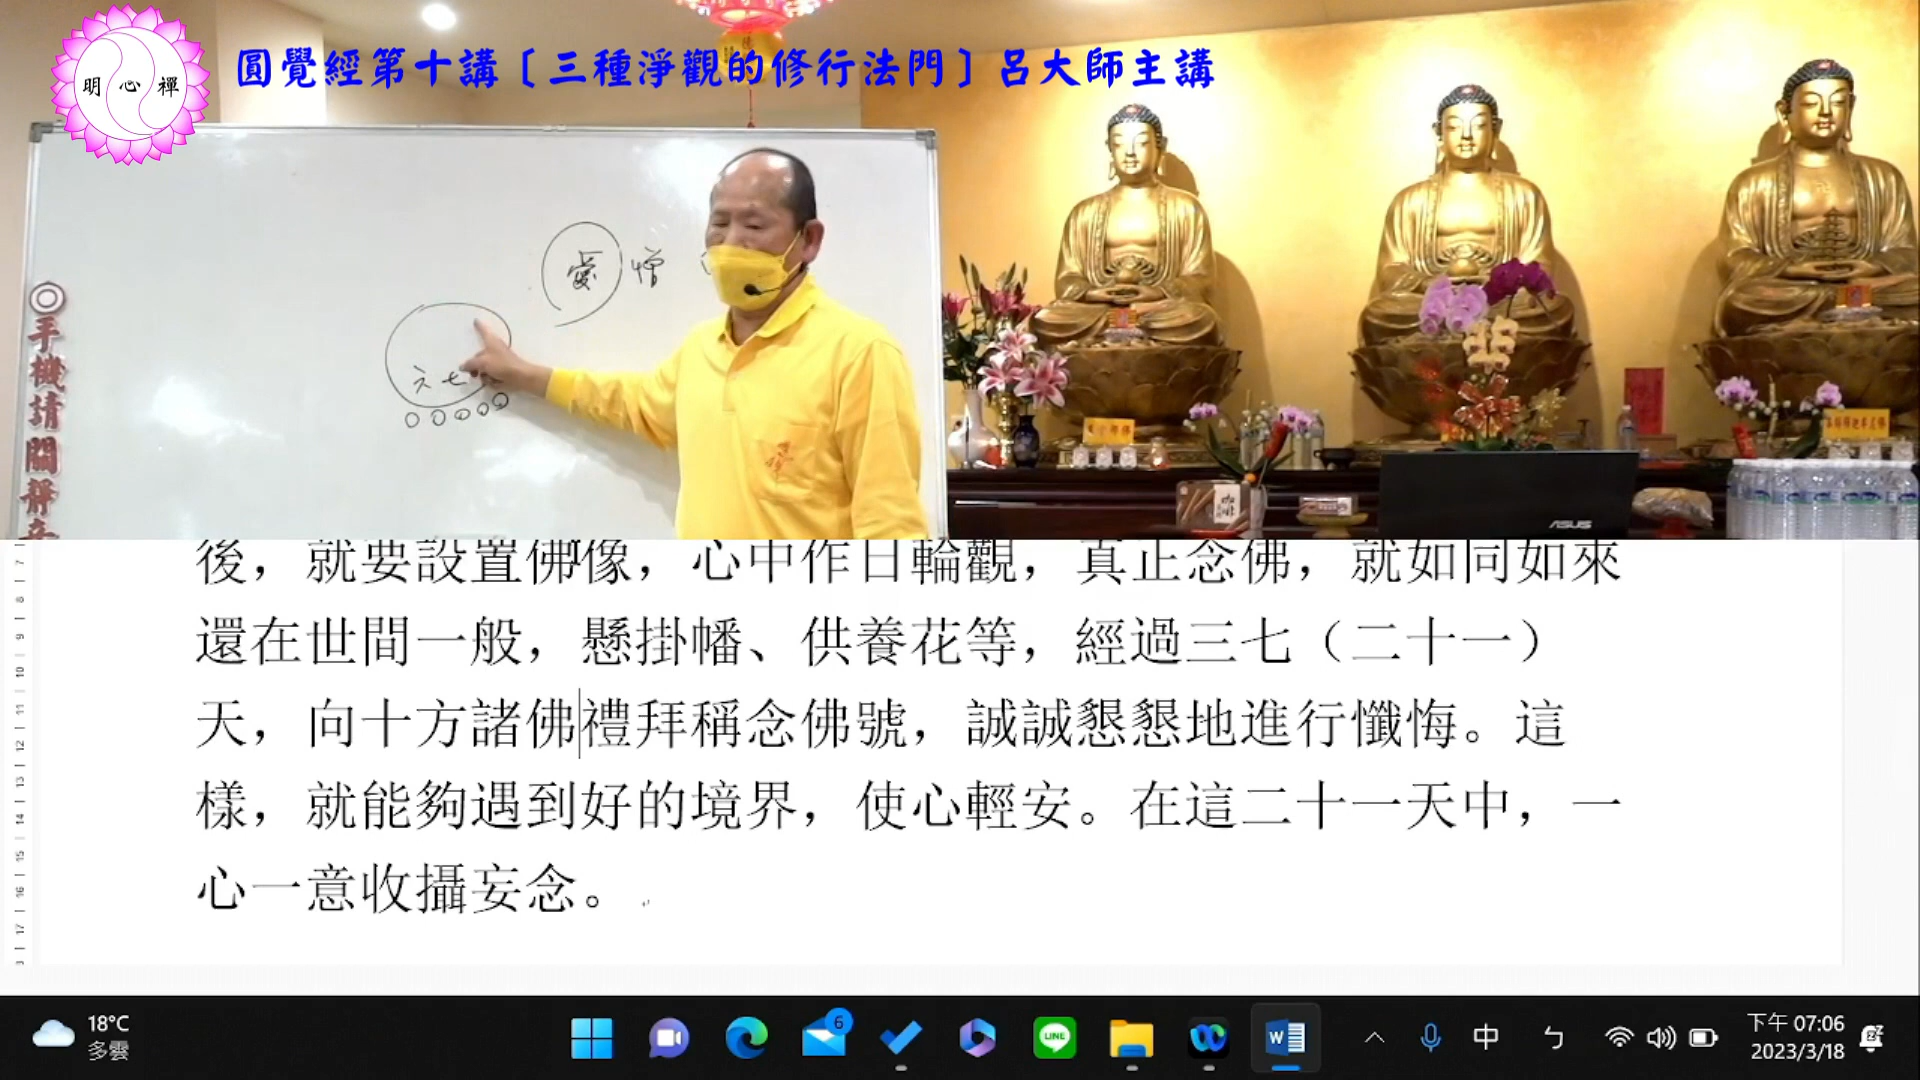 明心禪
圓覺經第十講〔三種淨觀的修行法門〕呂大師主講
愛 憎
六 七
◎手機請關靜音
ASUS
後，就要設置佛像，心中作日輪觀，真正念佛，就如同如來
還在世間一般，懸掛幡、供養花等，經過三七（二十一）
天，向十方諸佛禮拜稱念佛號，誠誠懇懇地進行懺悔。這
樣，就能夠遇到好的境界，使心輕安。在這二十一天中，一
心一意收攝妄念。
18°C
多雲
6
LINE
W
中
ㄅ
下午 07:06
2023/3/18